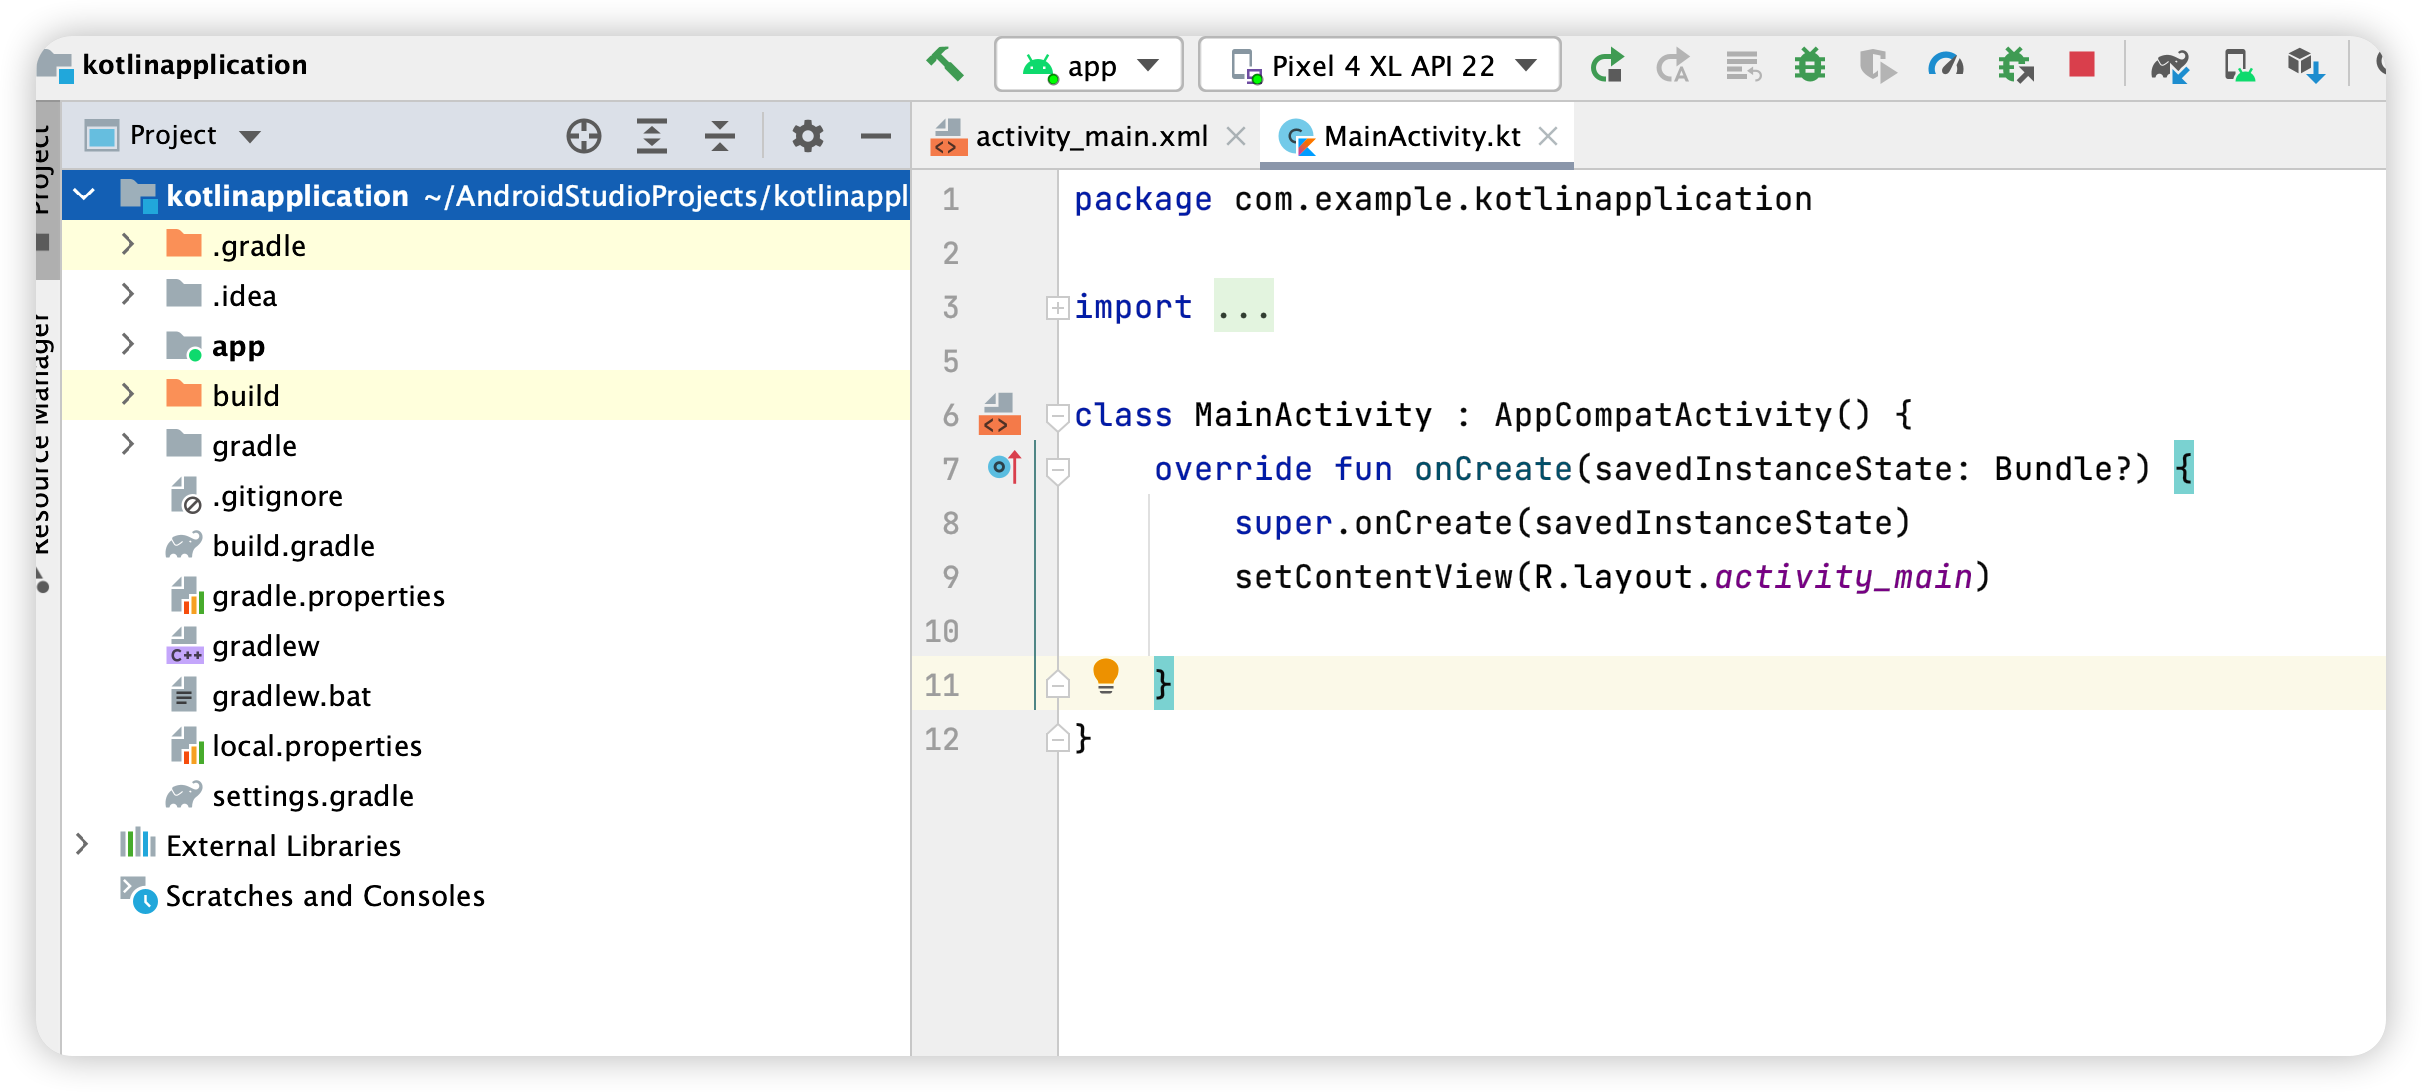 kotlinapplication
app
Pixel 4 XL API 22
Project
Resource Manager
Project
kotlinapplication ~/AndroidStudioProjects/kotlinappl
.gradle
.idea
app
build
gradle
.gitignore
build.gradle
gradle.properties
C++ gradlew
gradlew.bat
local.properties
settings.gradle
External Libraries
Scratches and Consoles
activity_main.xml
MainActivity.kt
1 package com.example.kotlinapplication
2
3 import ...
5
6 class MainActivity : AppCompatActivity() {
7 override fun onCreate(savedInstanceState: Bundle?) {
8 super.onCreate(savedInstanceState)
9 setContentView(R.layout.activity_main)
10
11 }
12 }